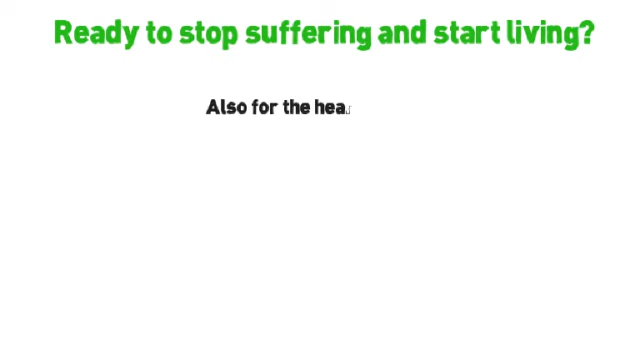 Ready to stop suffering and start living?
Also for the hea